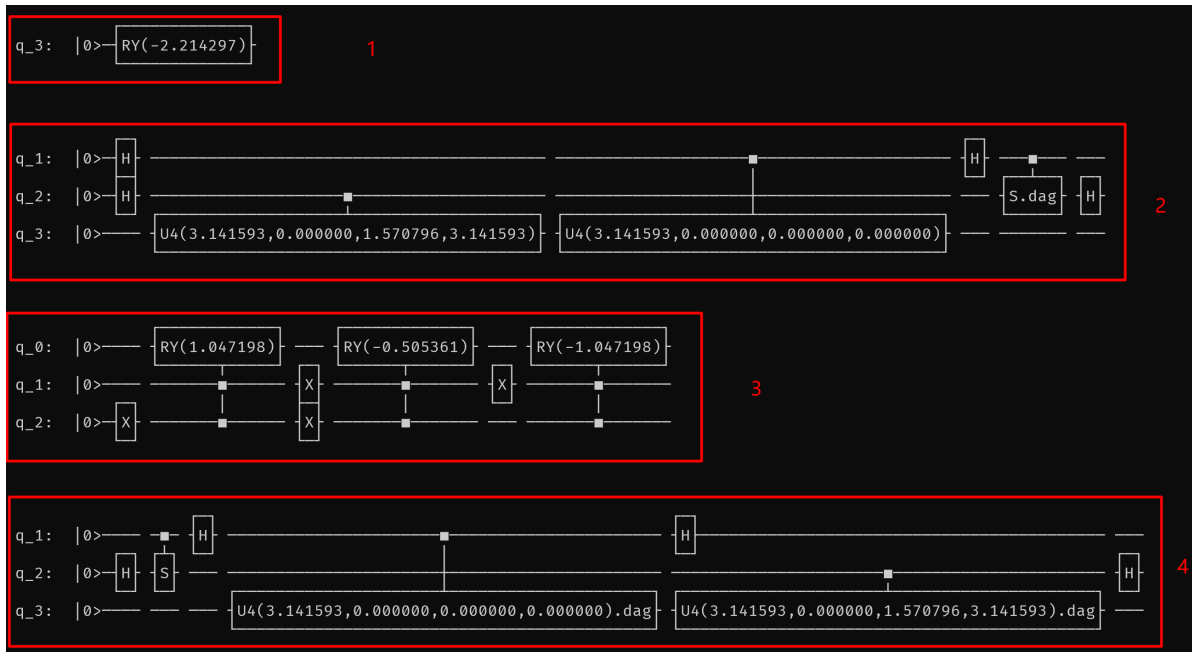 q_3: |0> RY(-2.214297) 1
q_1: |0> H H
q_2: |0> H S.dag H 2
q_3: |0> U4(3.141593,0.000000,1.570796,3.141593) U4(3.141593,0.000000,0.000000,0.000000)
q_0: |0> RY(1.047198) RY(-0.505361) RY(-1.047198)
q_1: |0> X X 3
q_2: |0> X X
q_1: |0> H H
q_2: |0> H S H 4
q_3: |0> U4(3.141593,0.000000,0.000000,0.000000).dag U4(3.141593,0.000000,1.570796,3.141593).dag